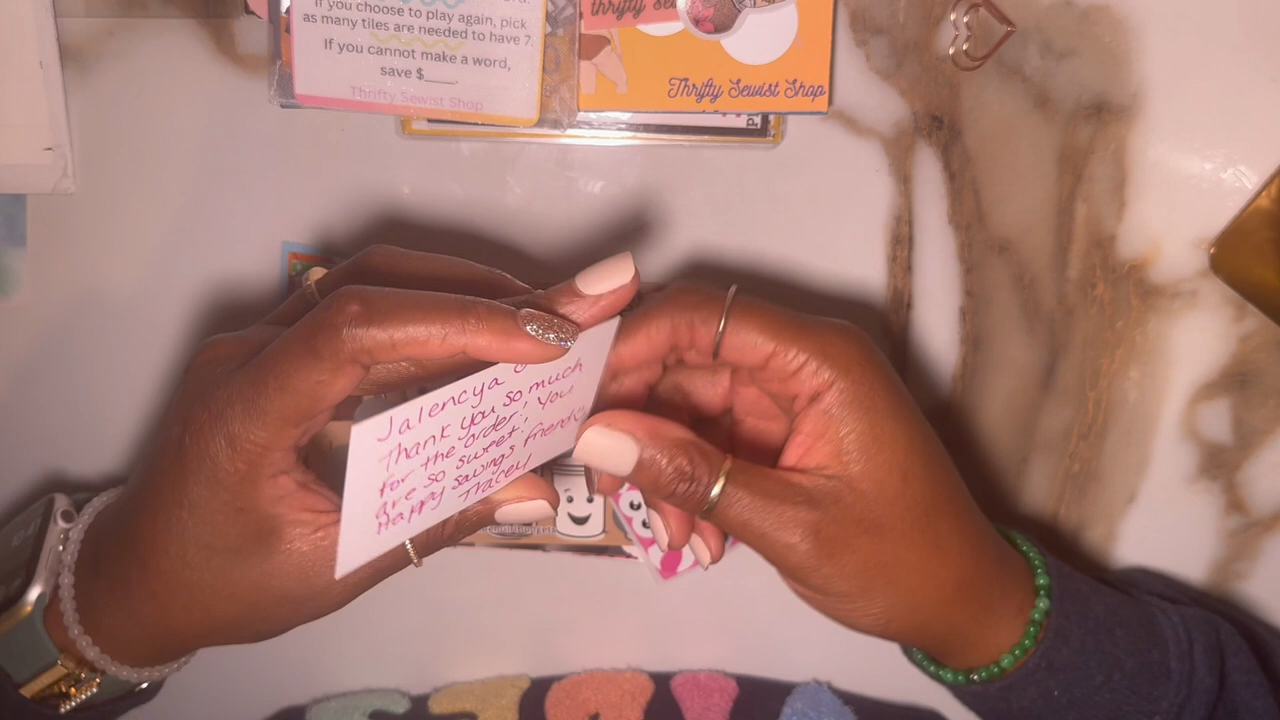 If you choose to play again, pick
as many tiles are needed to have 7.
If you cannot make a word,
save $____.
Thrifty Sewist Shop
thrifty
Thrifty Sewist Shop
Jalencya
Thank you so much
for the order! You
are so sweet!
Happy savings friend
Tracey